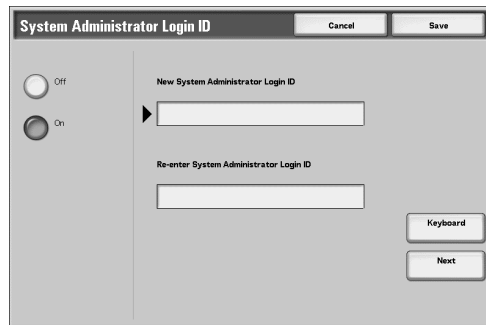 System Administrator Login ID
Cancel
Save
Off
On
New System Administrator Login ID
Re-enter System Administrator Login ID
Keyboard
Next